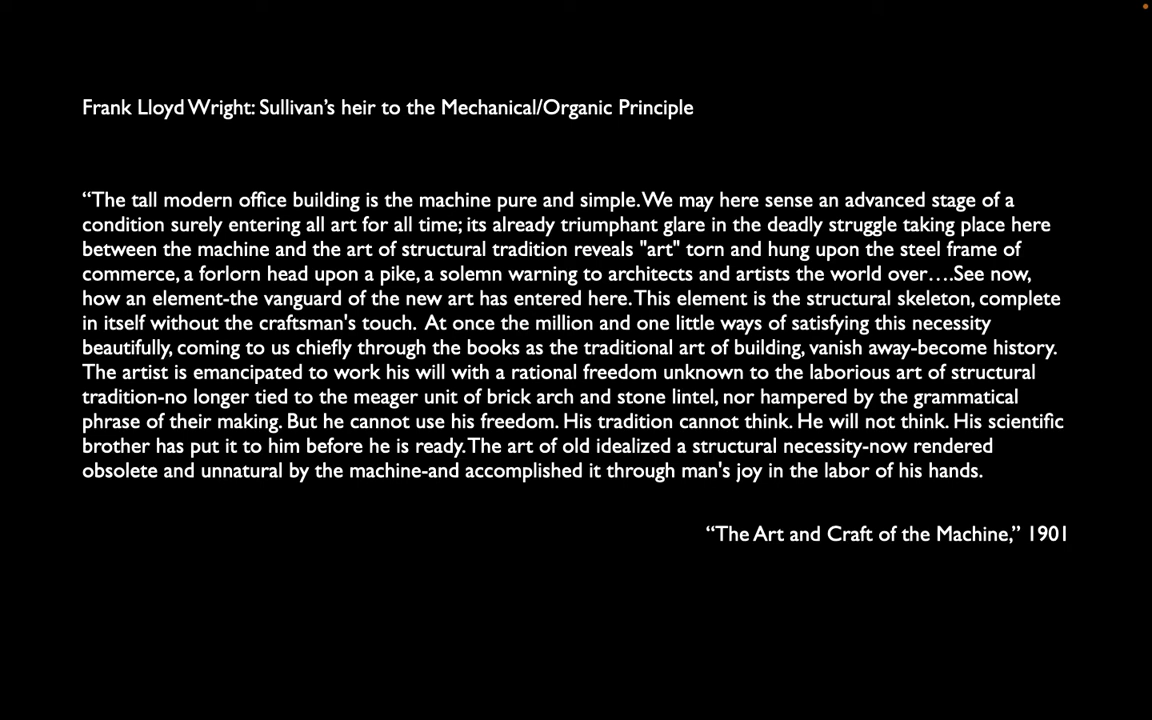 Frank Lloyd Wright: Sullivan’s heir to the Mechanical/Organic Principle
“The tall modern office building is the machine pure and simple. We may here sense an advanced stage of a
condition surely entering all art for all time; its already triumphant glare in the deadly struggle taking place here
between the machine and the art of structural tradition reveals "art" torn and hung upon the steel frame of
commerce, a forlorn head upon a pike, a solemn warning to architects and artists the world over….See now,
how an element-the vanguard of the new art has entered here. This element is the structural skeleton, complete
in itself without the craftsman's touch.  At once the million and one little ways of satisfying this necessity
beautifully, coming to us chiefly through the books as the traditional art of building, vanish away-become history.
The artist is emancipated to work his will with a rational freedom unknown to the laborious art of structural
tradition-no longer tied to the meager unit of brick arch and stone lintel, nor hampered by the grammatical
phrase of their making. But he cannot use his freedom. His tradition cannot think. He will not think. His scientific
brother has put it to him before he is ready. The art of old idealized a structural necessity-now rendered
obsolete and unnatural by the machine-and accomplished it through man's joy in the labor of his hands.
“The Art and Craft of the Machine,” 1901